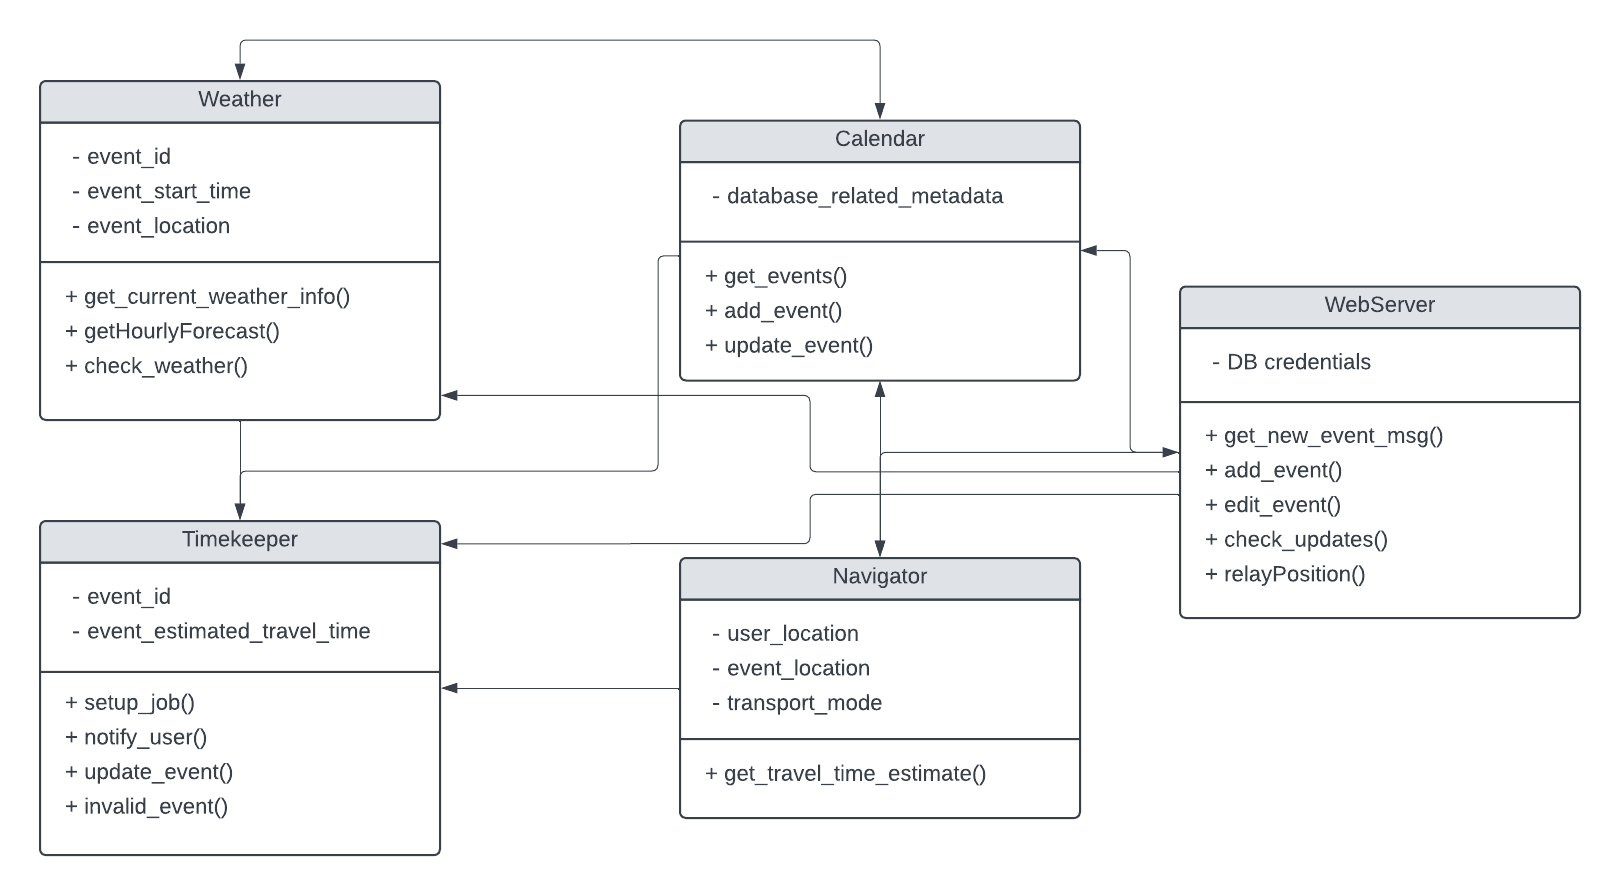 Weather
- event_id
- event_start_time
- event_location
+ get_current_weather_info()
+ getHourlyForecast()
+ check_weather()
Calendar
- database_related_metadata
+ get_events()
+ add_event()
+ update_event()
WebServer
- DB credentials
+ get_new_event_msg()
+ add_event()
+ edit_event()
+ check_updates()
+ relayPosition()
Timekeeper
- event_id
- event_estimated_travel_time
+ setup_job()
+ notify_user()
+ update_event()
+ invalid_event()
Navigator
- user_location
- event_location
- transport_mode
+ get_travel_time_estimate()